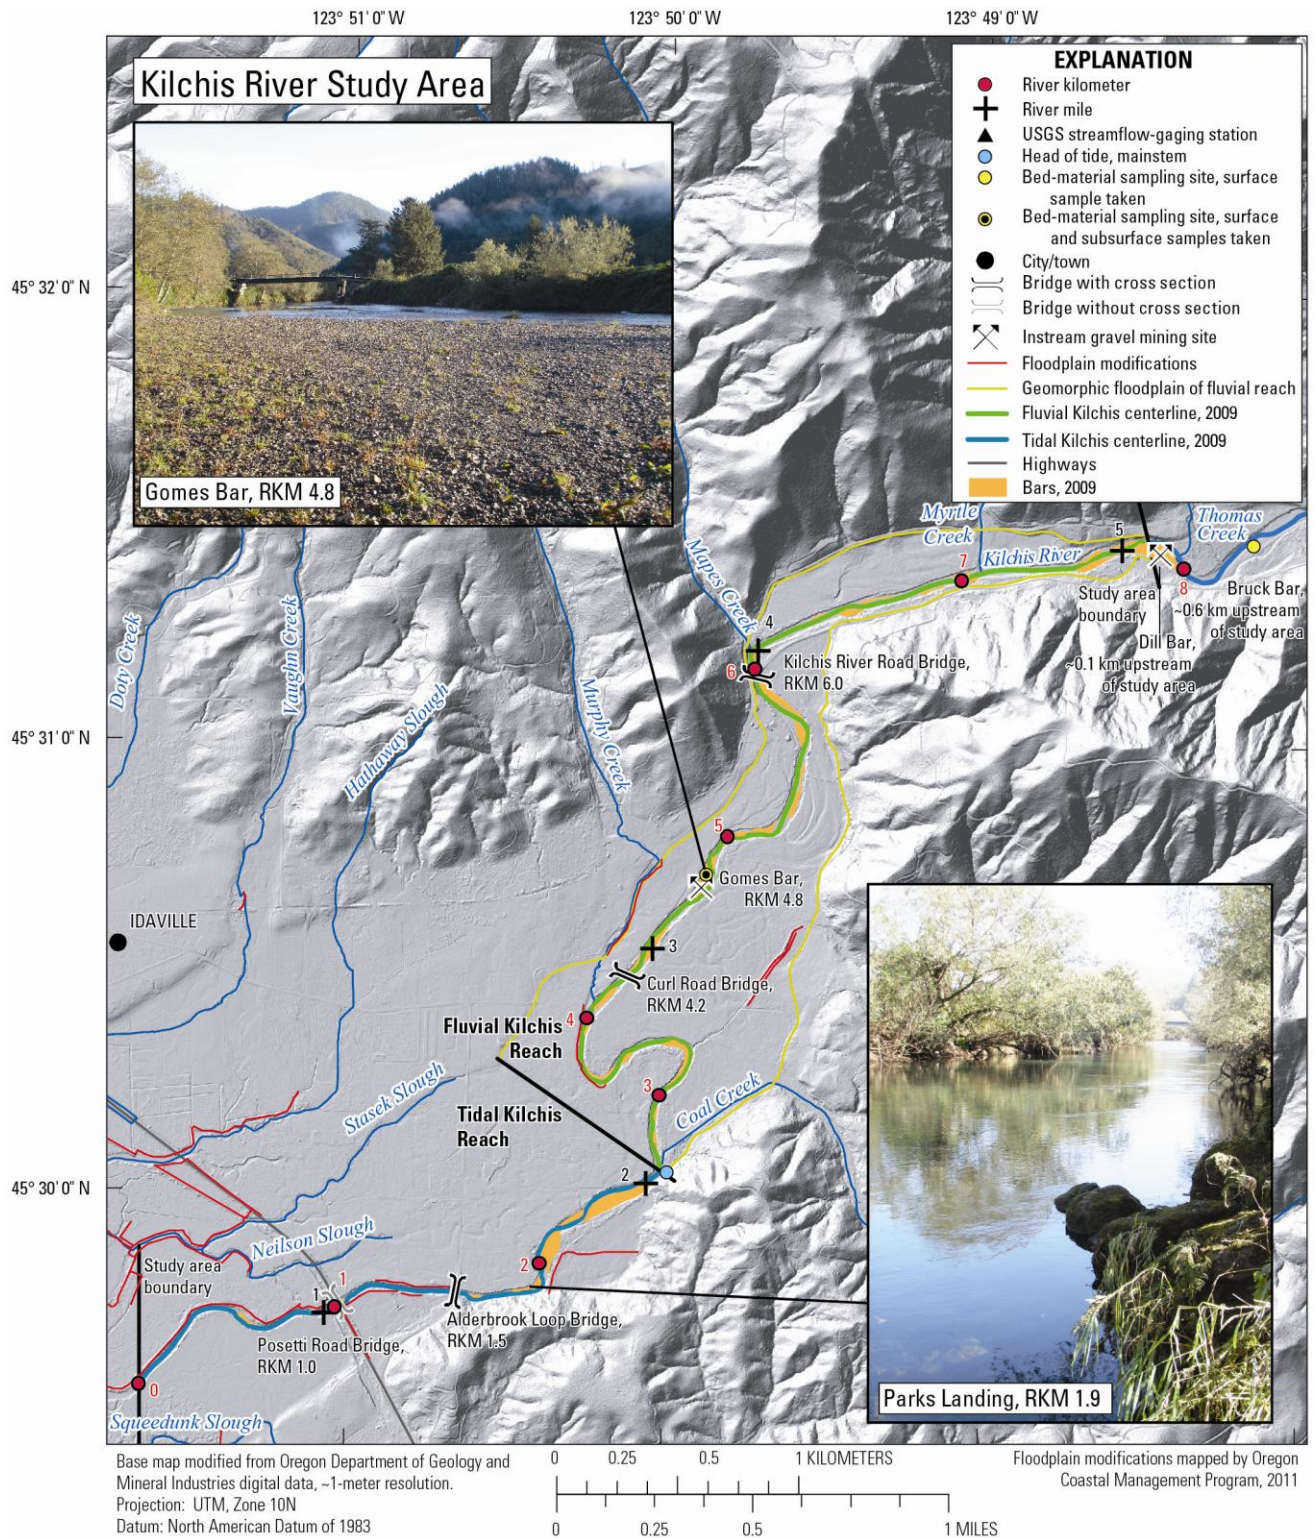 123° 51' 0" W
123° 50' 0" W
123° 49' 0" W
Kilchis River Study Area
EXPLANATION
River kilometer
River mile
USGS streamflow-gaging station
Head of tide, mainstem
Bed-material sampling site, surface
sample taken
Bed-material sampling site, surface
and subsurface samples taken
City/town
Bridge with cross section
Bridge without cross section
Instream gravel mining site
Floodplain modifications
Geomorphic floodplain of fluvial reach
Fluvial Kilchis centerline, 2009
Tidal Kilchis centerline, 2009
Highways
Bars, 2009
45° 32' 0" N
Gomes Bar, RKM 4.8
Myrtle
Creek
Thomas
Creek
Kilchis River
5
7
8
Mapes Creek
Study area
boundary
Bruck Bar,
~0.6 km upstream
of study area
Dill Bar,
~0.1 km upstream
of study area
4
6
Kilchis River Road Bridge,
RKM 6.0
Dotyh Creek
Vaughn Creek
Hathaway Slough
Murphy Creek
45° 31' 0" N
5
Gomes Bar,
RKM 4.8
IDAVILLE
3
Curl Road Bridge,
RKM 4.2
4
Fluvial Kilchis
Reach
3
Coal Creek
Stasek Slough
Tidal Kilchis
Reach
45° 30' 0" N
2
Neilson Slough
2
Study area
boundary
1
1
Alderbrook Loop Bridge,
RKM 1.5
Posetti Road Bridge,
RKM 1.0
0
Squeedunk Slough
Parks Landing, RKM 1.9
Base map modified from Oregon Department of Geology and
Mineral Industries digital data, ~1-meter resolution.
Projection: UTM, Zone 10N
Datum: North American Datum of 1983
0 0.25 0.5 1 KILOMETERS
0 0.25 0.5 1 MILES
Floodplain modifications mapped by Oregon
Coastal Management Program, 2011